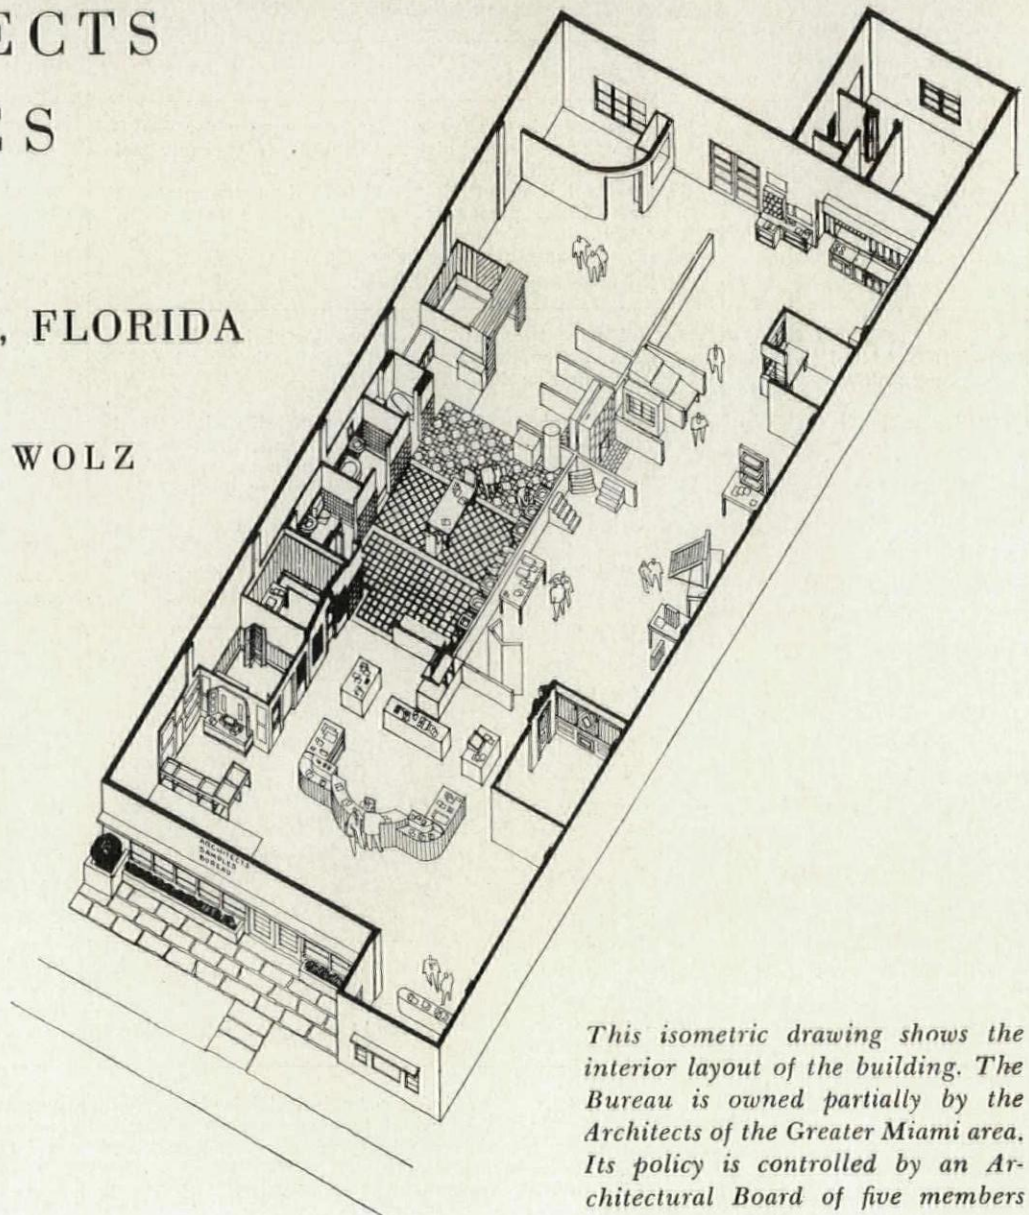 ECTS
ES
, FLORIDA
WOLZ
ARCHITECTS
SAMPLES
BUREAU
This isometric drawing shows the
interior layout of the building. The
Bureau is owned partially by the
Architects of the Greater Miami area.
Its policy is controlled by an Ar-
chitectural Board of five members